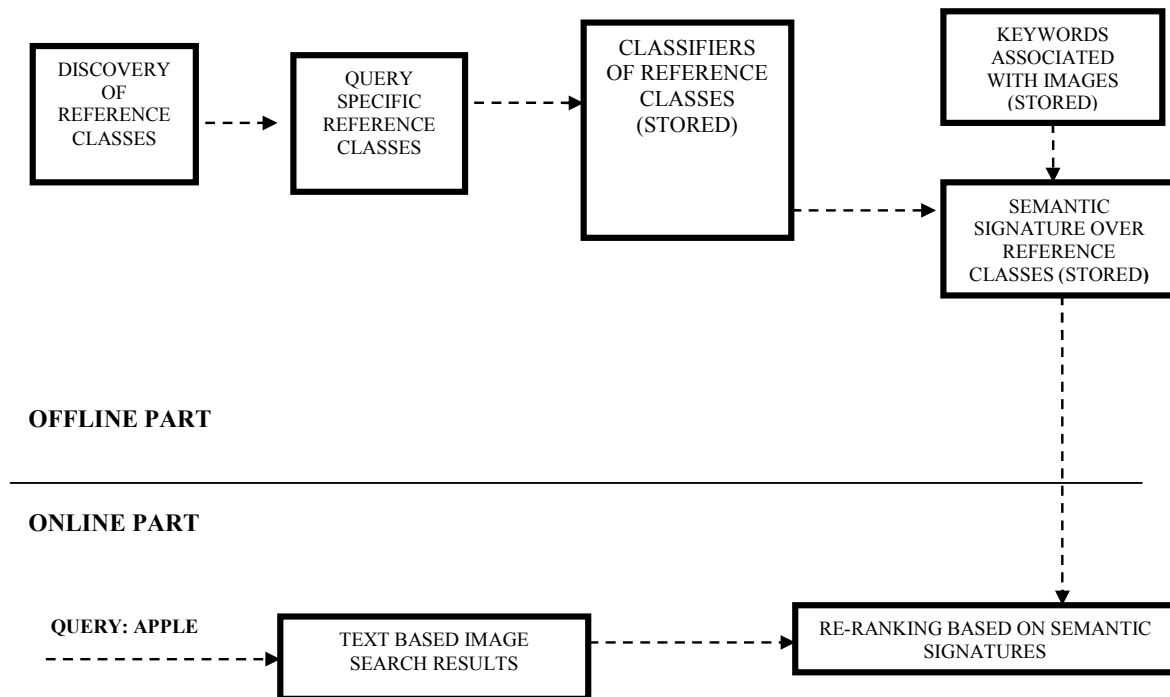 DISCOVERY
OF
REFERENCE
CLASSES
QUERY
SPECIFIC
REFERENCE
CLASSES
CLASSIFIERS
OF REFERENCE
CLASSES
(STORED)
KEYWORDS
ASSOCIATED
WITH IMAGES
(STORED)
SEMANTIC
SIGNATURE OVER
REFERENCE
CLASSES (STORED)
OFFLINE PART
ONLINE PART
QUERY: APPLE
TEXT BASED IMAGE
SEARCH RESULTS
RE-RANKING BASED ON SEMANTIC
SIGNATURES